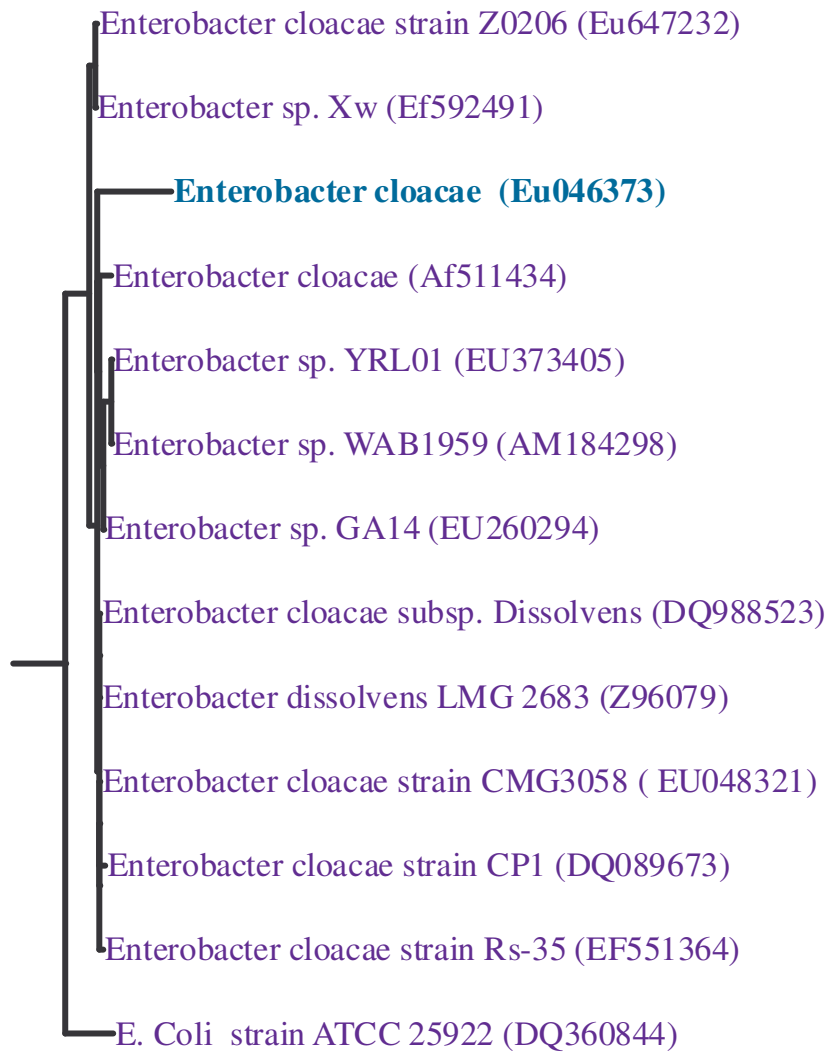 Enterobacter cloacae strain Z0206 (Eu647232)
Enterobacter sp. Xw (Ef592491)
Enterobacter cloacae (Eu046373)
Enterobacter cloacae (Af511434)
Enterobacter sp. YRL01 (EU373405)
Enterobacter sp. WAB1959 (AM184298)
Enterobacter sp. GA14 (EU260294)
Enterobacter cloacae subsp. Dissolvens (DQ988523)
Enterobacter dissolvens LMG 2683 (Z96079)
Enterobacter cloacae strain CMG3058 ( EU048321)
Enterobacter cloacae strain CP1 (DQ089673)
Enterobacter cloacae strain Rs-35 (EF551364)
E. Coli strain ATCC 25922 (DQ360844)